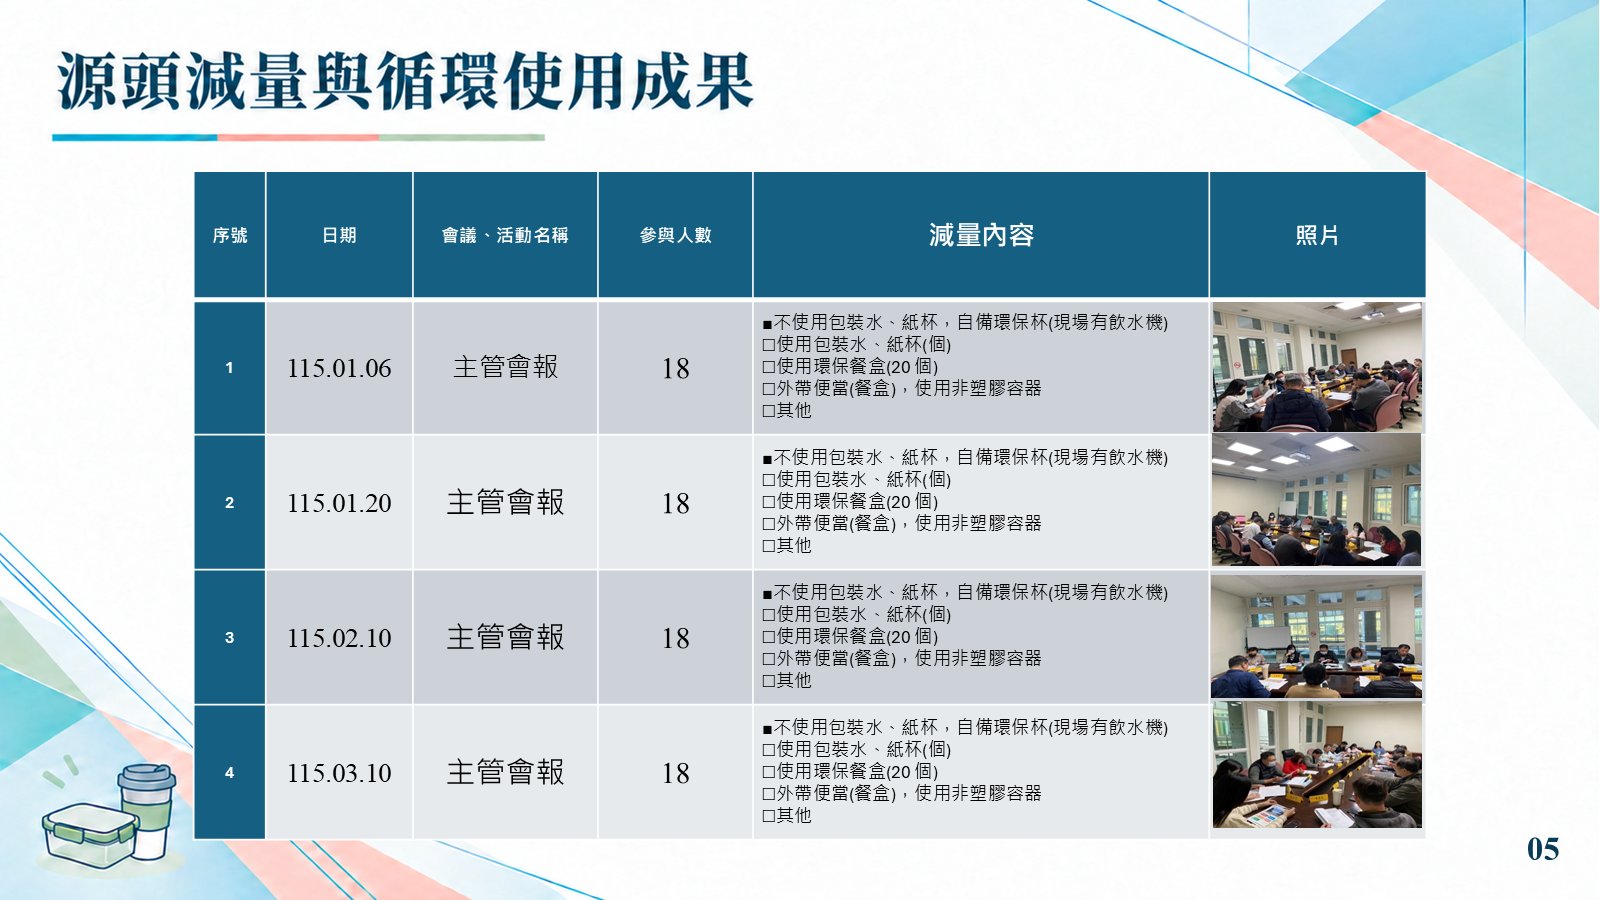 源頭減量與循環使用成果
序號 日期 會議、活動名稱 參與人數 減量內容 照片
1 115.01.06 主管會報 18
■不使用包裝水、紙杯，自備環保杯(現場有飲水機)
□使用包裝水、紙杯(個)
□使用環保餐盒(20 個)
□外帶便當(餐盒)，使用非塑膠容器
□其他
2 115.01.20 主管會報 18
■不使用包裝水、紙杯，自備環保杯(現場有飲水機)
□使用包裝水、紙杯(個)
□使用環保餐盒(20 個)
□外帶便當(餐盒)，使用非塑膠容器
□其他
3 115.02.10 主管會報 18
■不使用包裝水、紙杯，自備環保杯(現場有飲水機)
□使用包裝水、紙杯(個)
□使用環保餐盒(20 個)
□外帶便當(餐盒)，使用非塑膠容器
□其他
4 115.03.10 主管會報 18
■不使用包裝水、紙杯，自備環保杯(現場有飲水機)
□使用包裝水、紙杯(個)
□使用環保餐盒(20 個)
□外帶便當(餐盒)，使用非塑膠容器
□其他
05